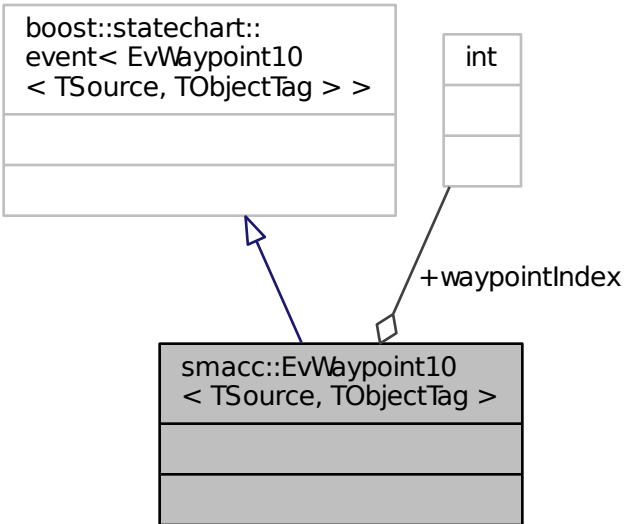 boost::statechart::
event< EvWaypoint10
< TSource, TObjectTag > >
int
+waypointIndex
smacc::EvWaypoint10
< TSource, TObjectTag >